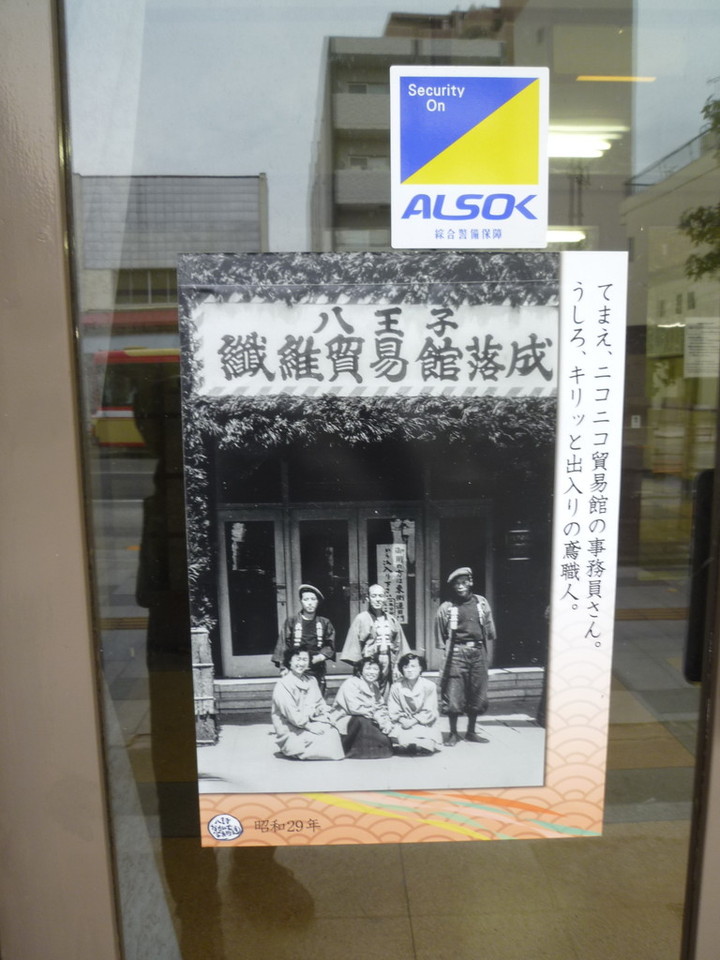 Security
On
ALSOK
綜合警備保障
八王子
纖維貿易館落成
てまえ、ニコニコ貿易館の事務員さん。
うしろ、キリッと出入りの鳶職人。
昭和29年